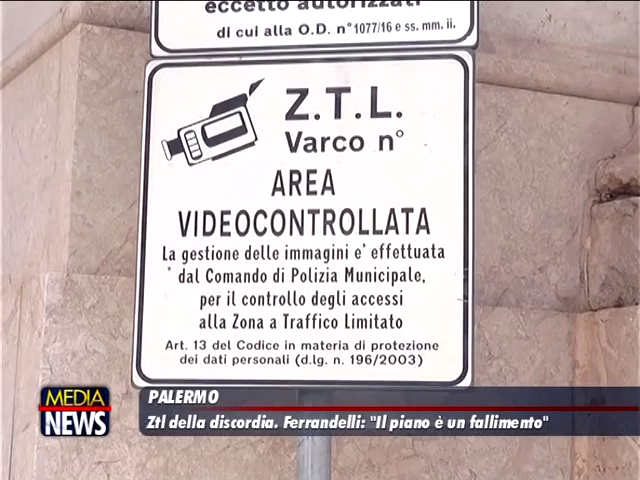 eccetto autorizzati
di cui alla O.D. n°1077/16 e ss. mm. ii.
Z.T.L.
Varco n°
AREA
VIDEOCONTROLLATA
La gestione delle immagini e' effettuata
dal Comando di Polizia Municipale,
per il controllo degli accessi
alla Zona a Traffico Limitato
Art. 13 del Codice in materia di protezione
dei dati personali (d.lg. n. 196/2003)
MEDIA
NEWS
PALERMO
Ztl della discordia. Ferrandelli: "Il piano è un fallimento"